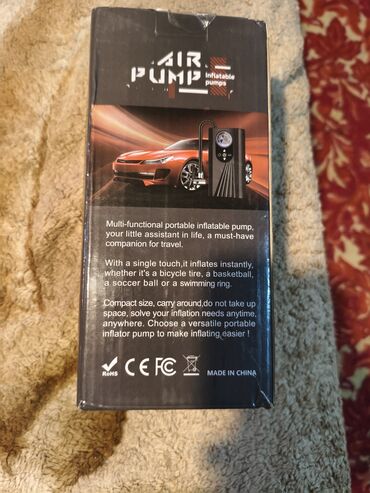 AIR
PUMP
Inflatable
pumps
Multi-functional portable inflatable pump,
your little assistant in life, a must-have
companion for travel.
With a single touch,it inflates instantly,
whether it's a bicycle tire, a basketball,
a soccer ball or a swimming ring.
Compact size, carry around,do not take up
space, solve your inflation needs anytime,
anywhere. Choose a versatile portable
inflator pump to make inflating easier !
RoHS CE FC MADE IN CHINA